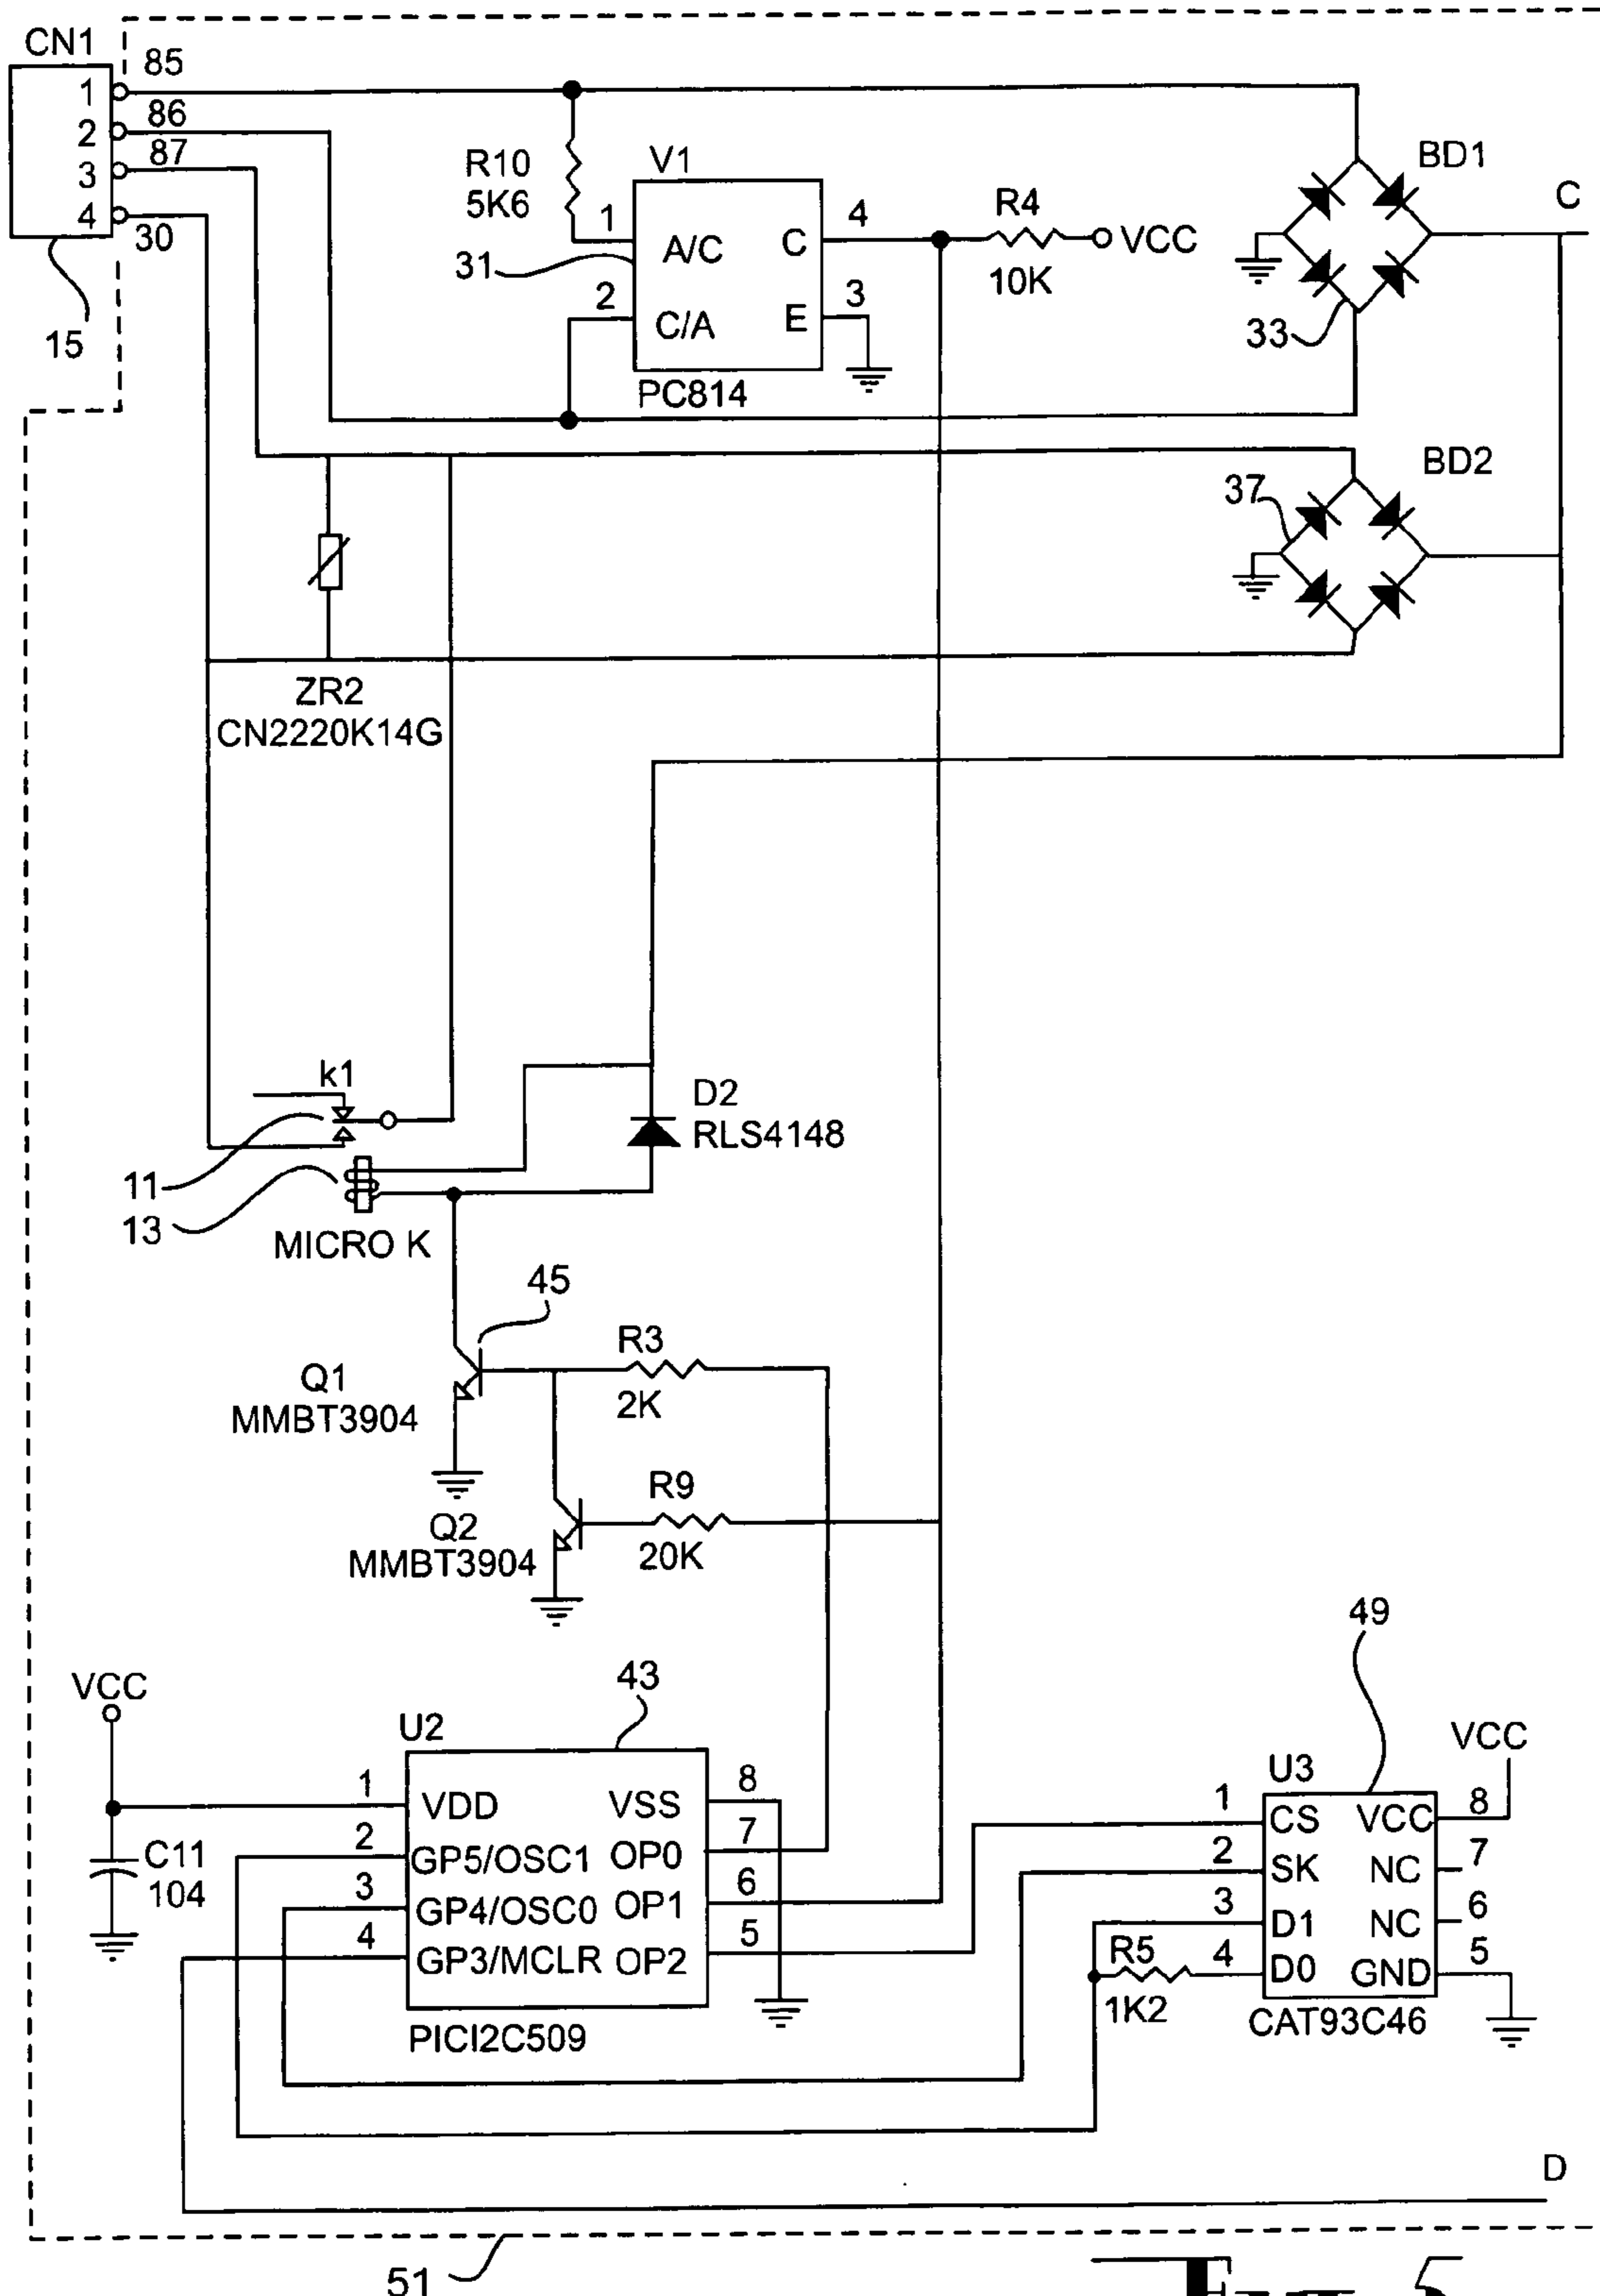 CN1
85
1
86
2
87
3
4
30
15
R10
5K6
V1
1
A/C
C
4
31
2
C/A
E
3
PC814
R4
VCC
10K
BD1
C
33
BD2
37
ZR2
CN2220K14G
k1
D2
RLS4148
11
13
MICRO K
45
Q1
MMBT3904
R3
2K
Q2
MMBT3904
R9
20K
49
VCC
43
U2
1
VDD
VSS
8
2
GP5/OSC1
OP0
7
C11
104
3
GP4/OSC0
OP1
6
4
GP3/MCLR
OP2
5
PICI2C509
VCC
U3
1
CS
VCC
8
2
SK
NC
7
3
D1
NC
6
R5
4
D0
GND
5
1K2
CAT93C46
D
51